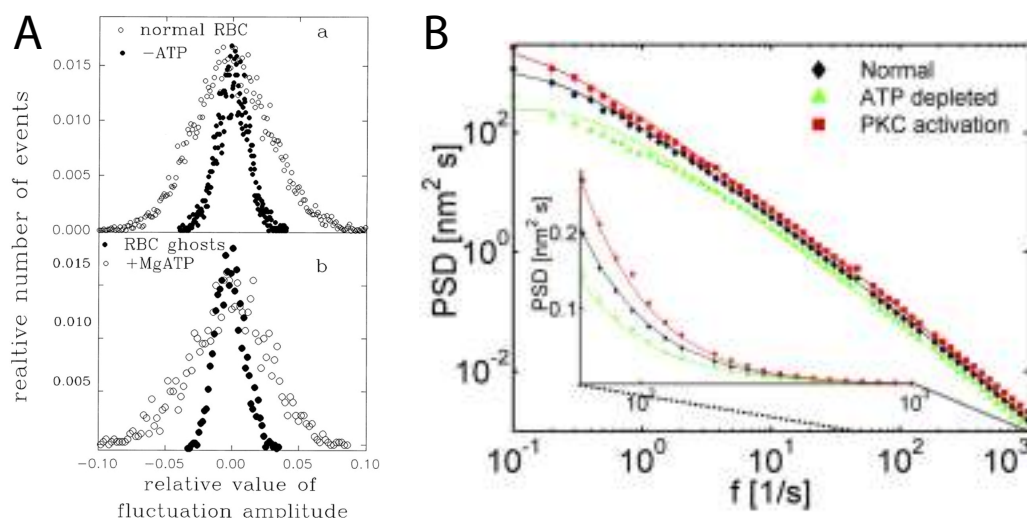 A
normal RBC
-ATP
a
0.015
0.010
0.005
0.000
RBC ghosts
+MgATP
b
0.015
0.010
0.005
-0.10 -0.05 0.00 0.05 0.10
realtive number of events
relative value of
fluctuation amplitude
B
Normal
ATP depleted
PKC activation
PSD [nm² s]
10²
10⁰
10⁻²
PSD [nm² s]
0.2
0.1
10²
10³
10⁻¹ 10⁰ 10¹ 10² 10³
f [1/s]